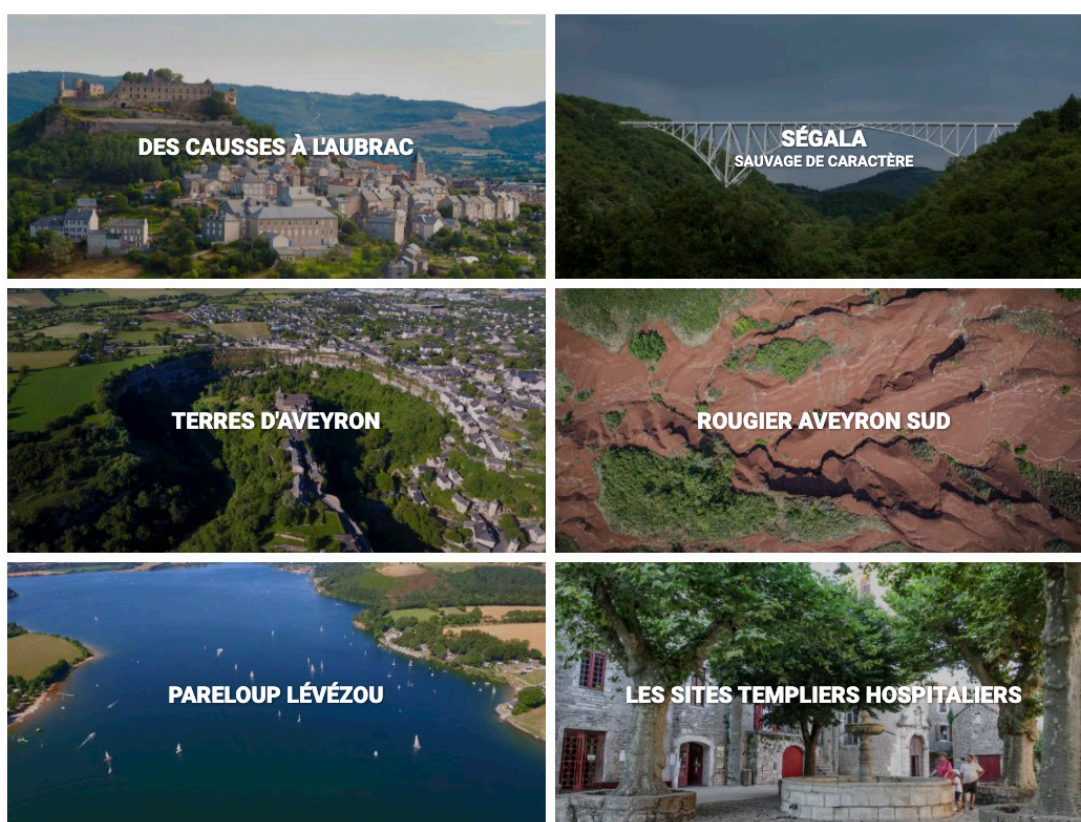 DES CAUSSES À L'AUBRAC
SÉGALA
SAUVAGE DE CARACTÈRE
TERRES D'AVEYRON
ROUGIER AVEYRON SUD
PARELOUP LÉVÉZOU
LES SITES TEMPLIERS HOSPITALIERS